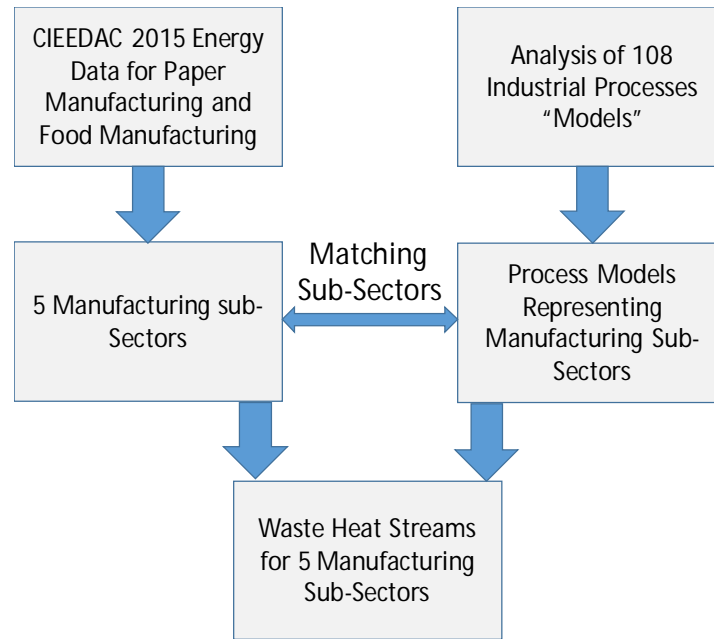 CIEEDAC 2015 Energy
Data for Paper
Manufacturing and
Food Manufacturing
Analysis of 108
Industrial Processes
“Models”
5 Manufacturing sub-
Sectors
Matching
Sub-Sectors
Process Models
Representing
Manufacturing Sub-
Sectors
Waste Heat Streams
for 5 Manufacturing
Sub-Sectors